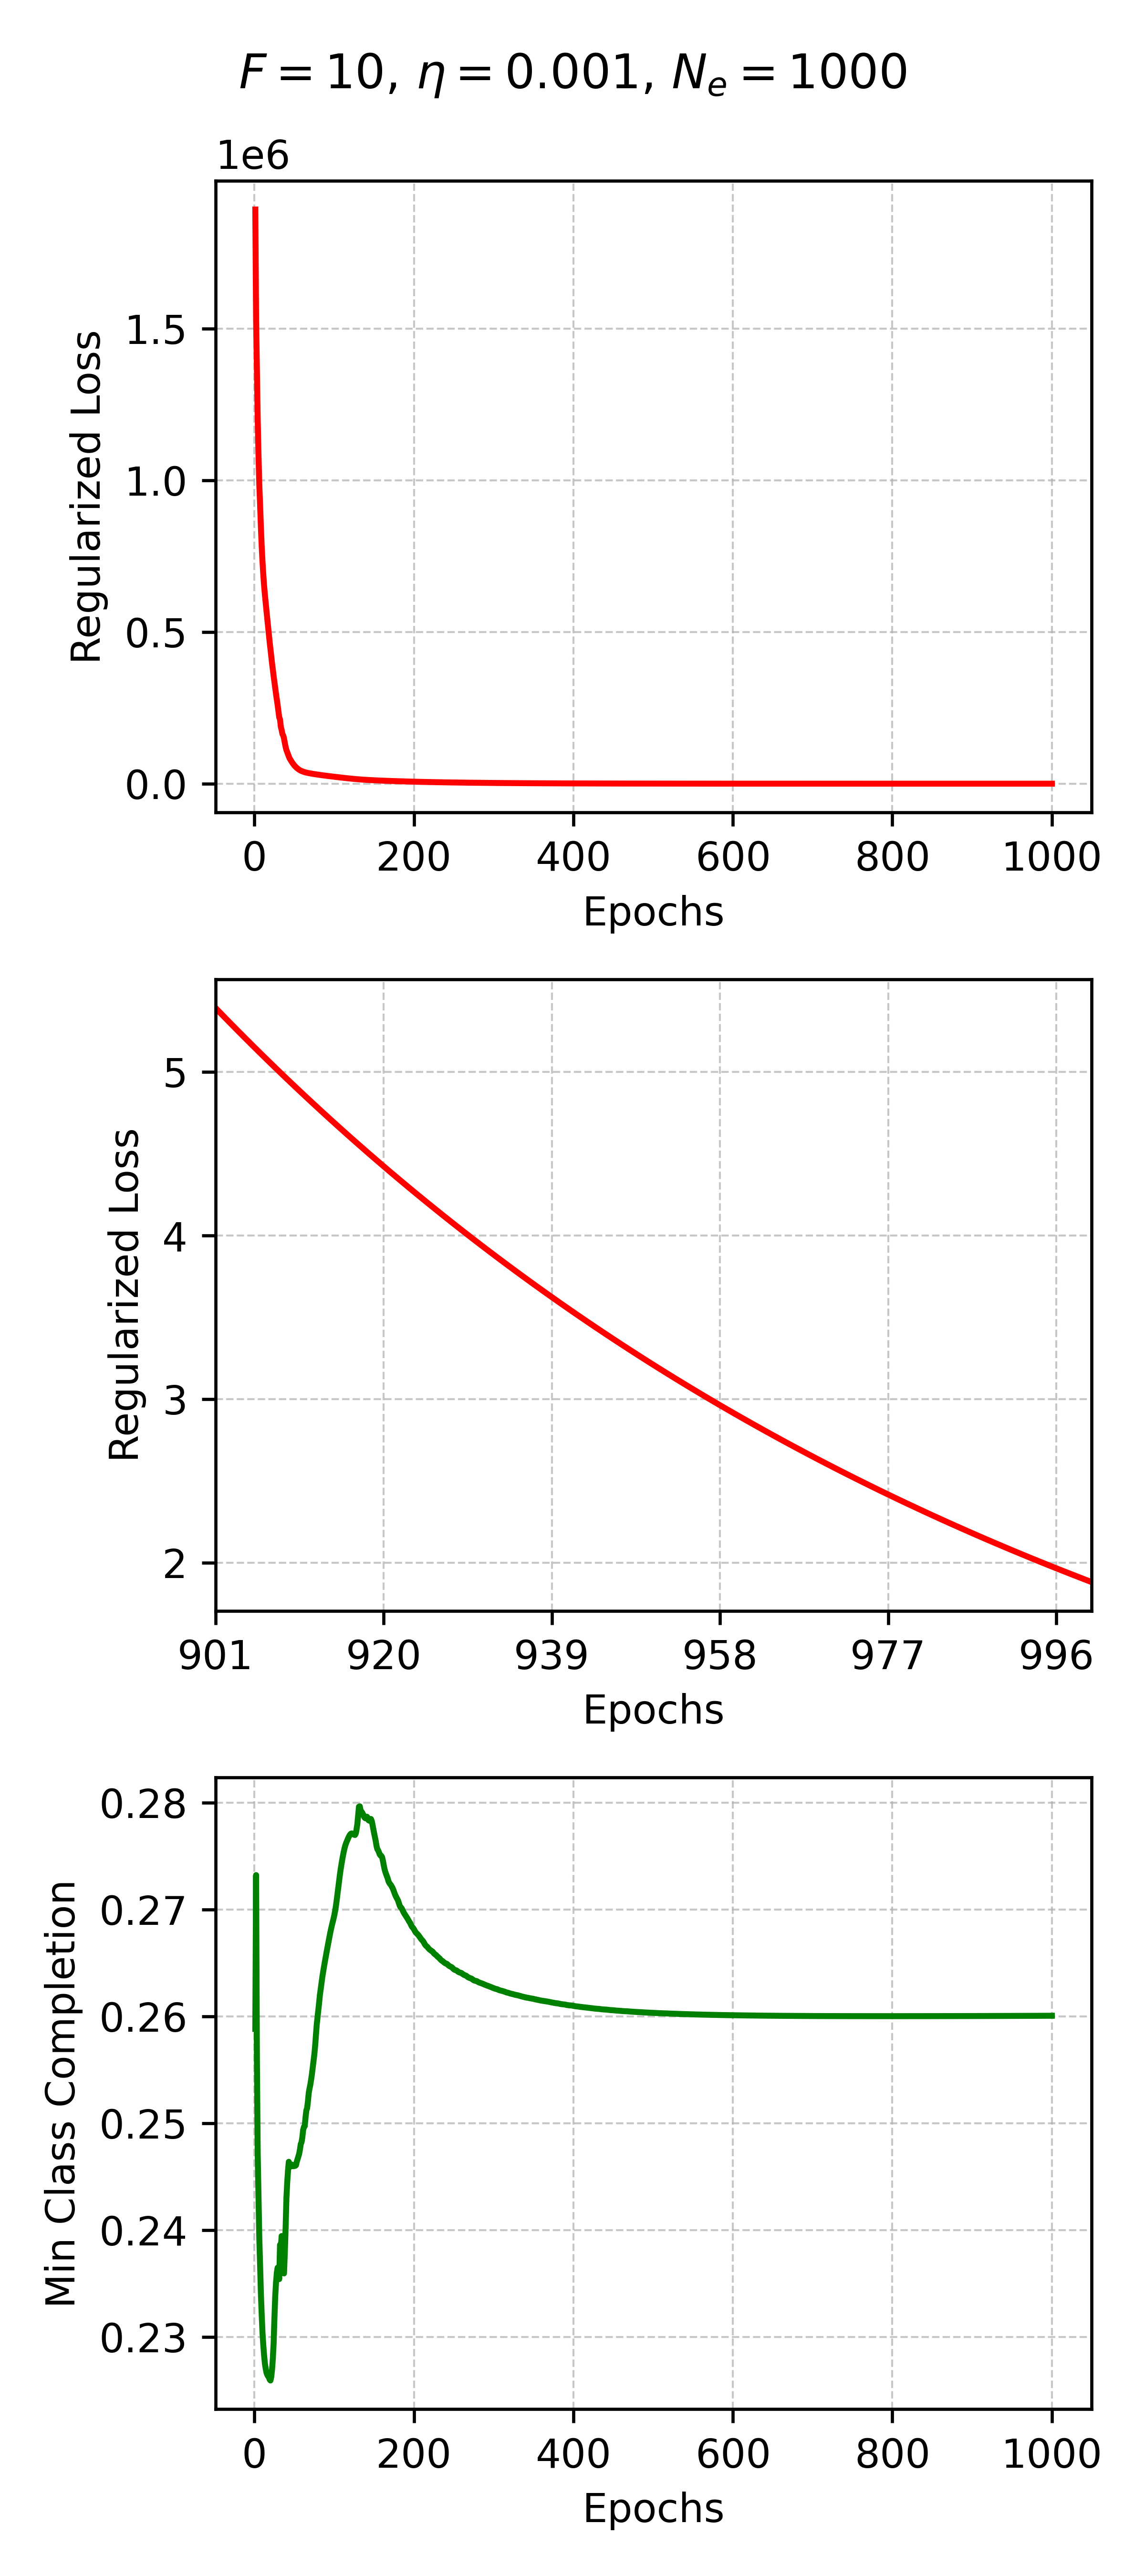 F = 10, η = 0.001, Nₑ = 1000
1e6
Regularized Loss
1.5
1.0
0.5
0.0
0 200 400 600 800 1000
Epochs
Regularized Loss
5
4
3
2
901 920 939 958 977 996
Epochs
Min Class Completion
0.28
0.27
0.26
0.25
0.24
0.23
0 200 400 600 800 1000
Epochs